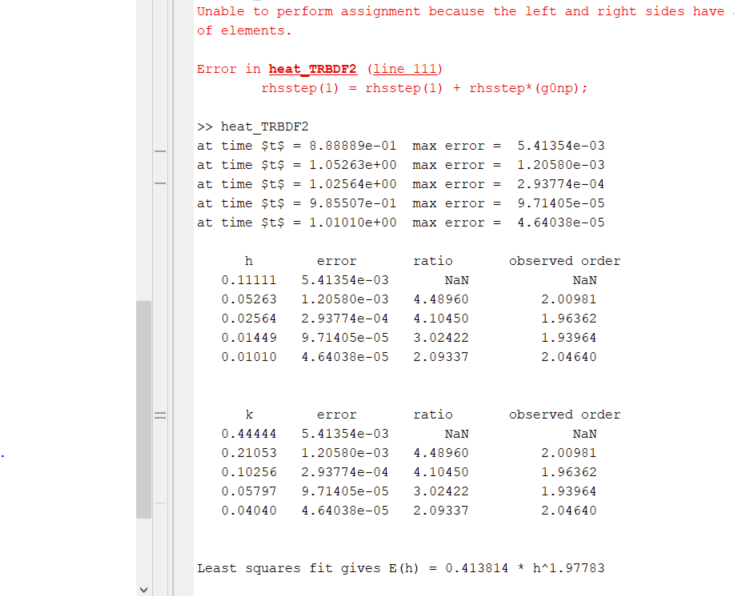 Unable to perform assignment because the left and right sides have
of elements.
Error in heat_TRBDF2 (line 111)
rhsstep(1) = rhsstep(1) + rhsstep*(g0np);
>> heat_TRBDF2
at time $t$ = 8.88889e-01  max error =  5.41354e-03
at time $t$ = 1.05263e+00  max error =  1.20580e-03
at time $t$ = 1.02564e+00  max error =  2.93774e-04
at time $t$ = 9.85507e-01  max error =  9.71405e-05
at time $t$ = 1.01010e+00  max error =  4.64038e-05
h error ratio observed order
0.11111 5.41354e-03 NaN NaN
0.05263 1.20580e-03 4.48960 2.00981
0.02564 2.93774e-04 4.10450 1.96362
0.01449 9.71405e-05 3.02422 1.93964
0.01010 4.64038e-05 2.09337 2.04640
k error ratio observed order
0.44444 5.41354e-03 NaN NaN
0.21053 1.20580e-03 4.48960 2.00981
0.10256 2.93774e-04 4.10450 1.96362
0.05797 9.71405e-05 3.02422 1.93964
0.04040 4.64038e-05 2.09337 2.04640
Least squares fit gives E(h) = 0.413814 * h^1.97783